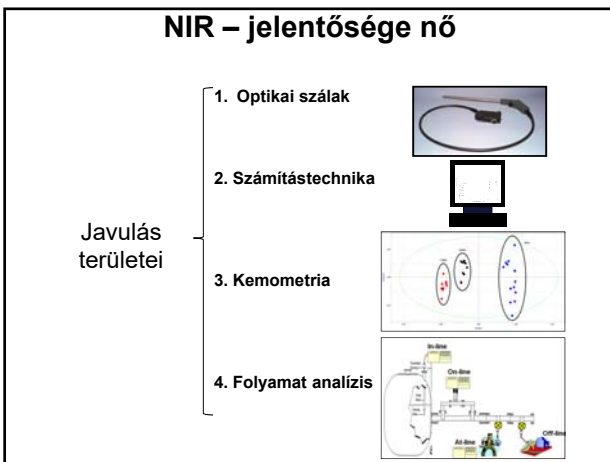 NIR – jelentősége nő
Javulás
területei
1. Optikai szálak
2. Számítástechnika
3. Kemometria
4. Folyamat analízis
In-line
On-line
At-line
Off-line